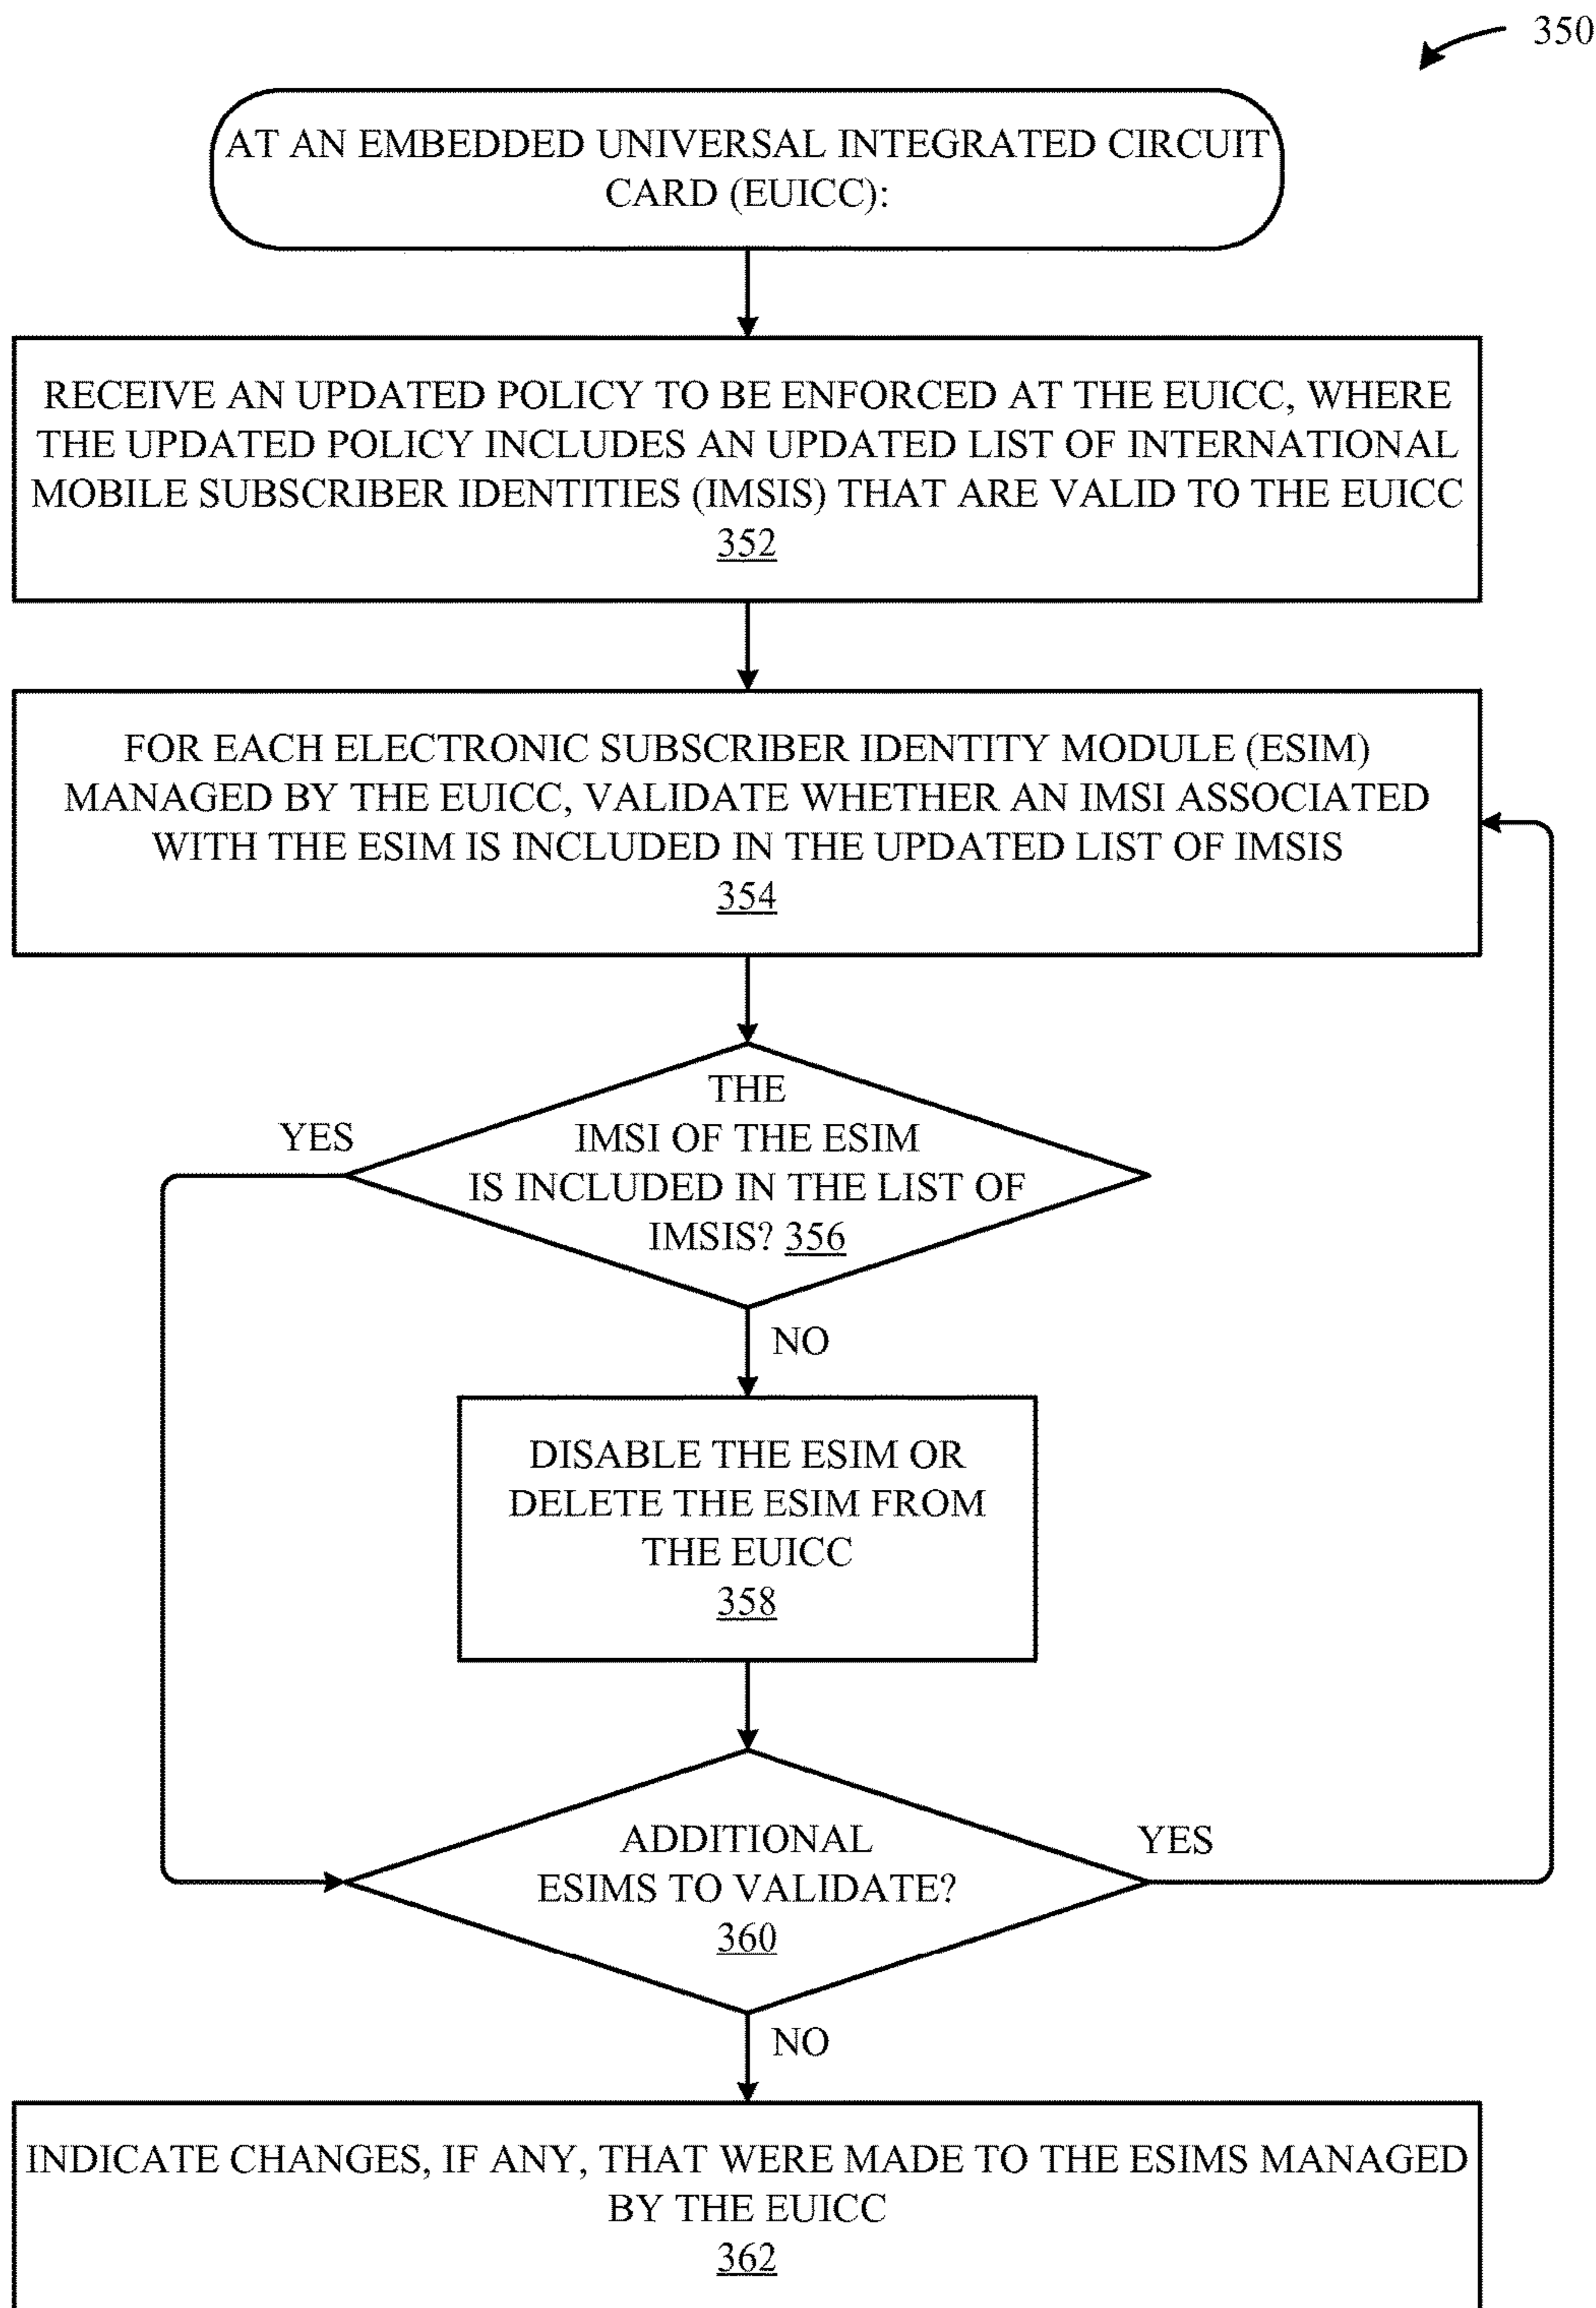 350
AT AN EMBEDDED UNIVERSAL INTEGRATED CIRCUIT
CARD (EUICC):
RECEIVE AN UPDATED POLICY TO BE ENFORCED AT THE EUICC, WHERE
THE UPDATED POLICY INCLUDES AN UPDATED LIST OF INTERNATIONAL
MOBILE SUBSCRIBER IDENTITIES (IMSIS) THAT ARE VALID TO THE EUICC
352
FOR EACH ELECTRONIC SUBSCRIBER IDENTITY MODULE (ESIM)
MANAGED BY THE EUICC, VALIDATE WHETHER AN IMSI ASSOCIATED
WITH THE ESIM IS INCLUDED IN THE UPDATED LIST OF IMSIS
354
THE
YES
IMSI OF THE ESIM
IS INCLUDED IN THE LIST OF
IMSIS? 356
NO
DISABLE THE ESIM OR
DELETE THE ESIM FROM
THE EUICC
358
ADDITIONAL
YES
ESIMS TO VALIDATE?
360
NO
INDICATE CHANGES, IF ANY, THAT WERE MADE TO THE ESIMS MANAGED
BY THE EUICC
362